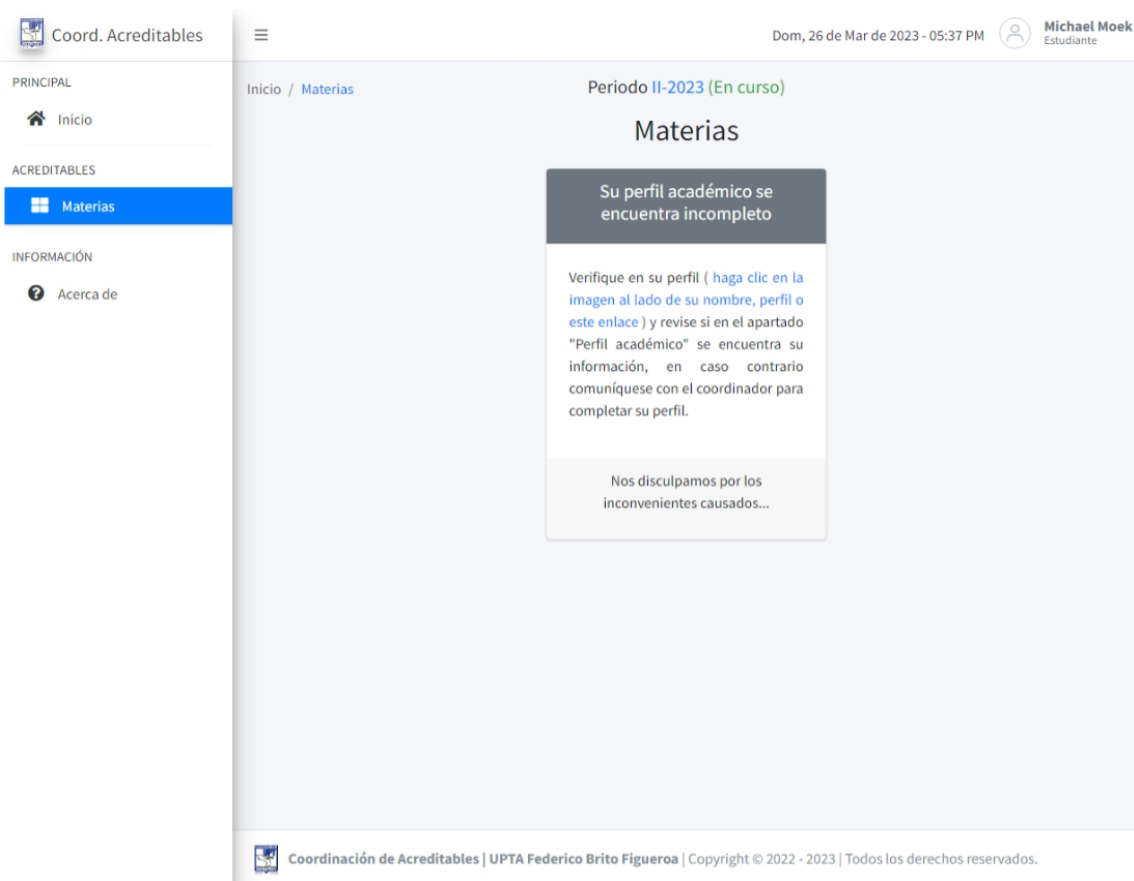 Coord. Acreditables
Dom, 26 de Mar de 2023 - 05:37 PM
Michael Moek
Estudiante
PRINCIPAL
Inicio
ACREDITABLES
Materias
INFORMACIÓN
Acerca de
Inicio / Materias
Periodo II-2023 (En curso)
Materias
Su perfil académico se
encuentra incompleto
Verifique en su perfil ( haga clic en la
imagen al lado de su nombre, perfil o
este enlace ) y revise si en el apartado
"Perfil académico" se encuentra su
información, en caso contrario
comuníquese con el coordinador para
completar su perfil.
Nos disculpamos por los
inconvenientes causados...
Coordinación de Acreditables | UPTA Federico Brito Figueroa | Copyright © 2022 - 2023 | Todos los derechos reservados.